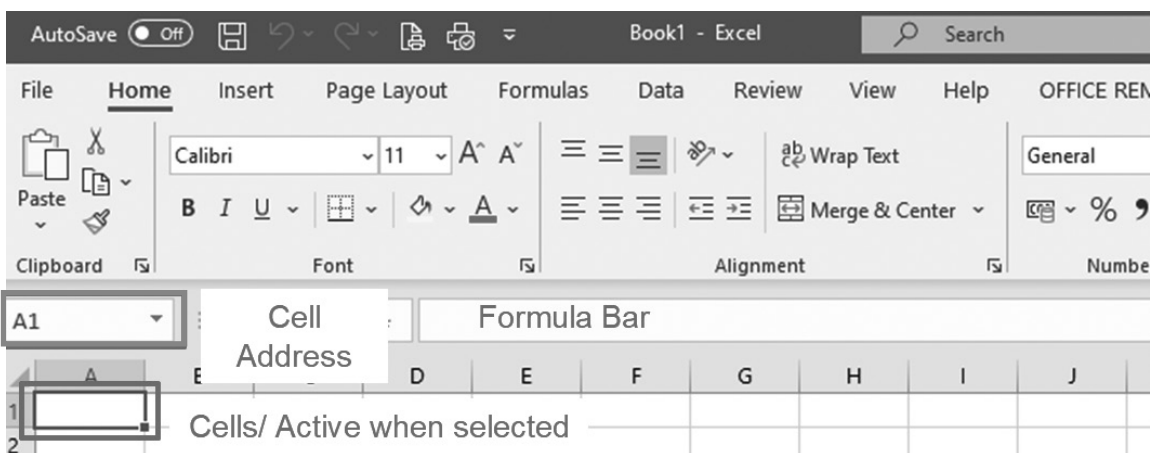 AutoSave Off Book1 - Excel Search
File Home Insert Page Layout Formulas Data Review View Help OFFICE REM
Calibri 11 A A ab Wrap Text General
Paste B I U A Merge & Center % 9
Clipboard Font Alignment Numbe
A1 Cell Address Formula Bar
A D E F G H I J
1 Cells/ Active when selected
2